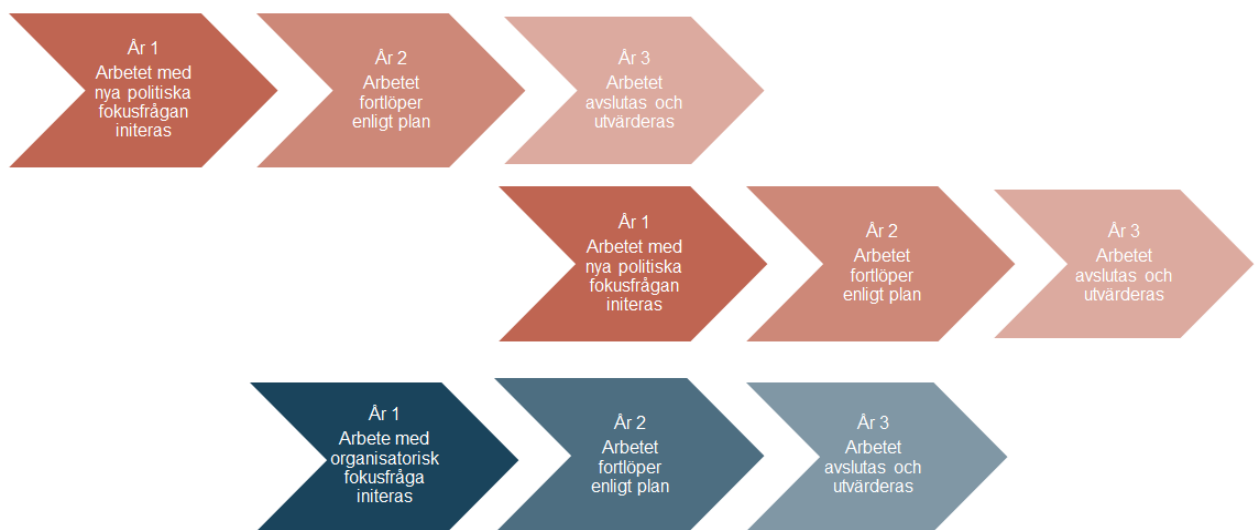 År 1
Arbetet med
nya politiska
fokusfrågan
initeras
År 2
Arbetet
fortlöper
enligt plan
År 3
Arbetet
avslutas och
utvärderas
År 1
Arbetet med
nya politiska
fokusfrågan
initeras
År 2
Arbetet
fortlöper
enligt plan
År 3
Arbetet
avslutas och
utvärderas
År 1
Arbete med
organisatorisk
fokusfråga
initeras
År 2
Arbetet
fortlöper
enligt plan
År 3
Arbetet
avslutas och
utvärderas